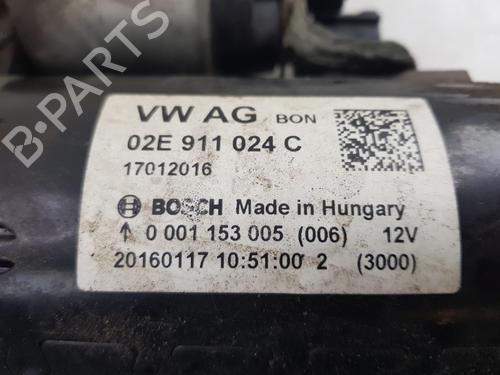 VW AG BON
02E 911 024 C
17012016
BOSCH Made in Hungary
↑ 0 001 153 005 (006) 12V
20160117 10:51:00 2 (3000)
B-PARTS